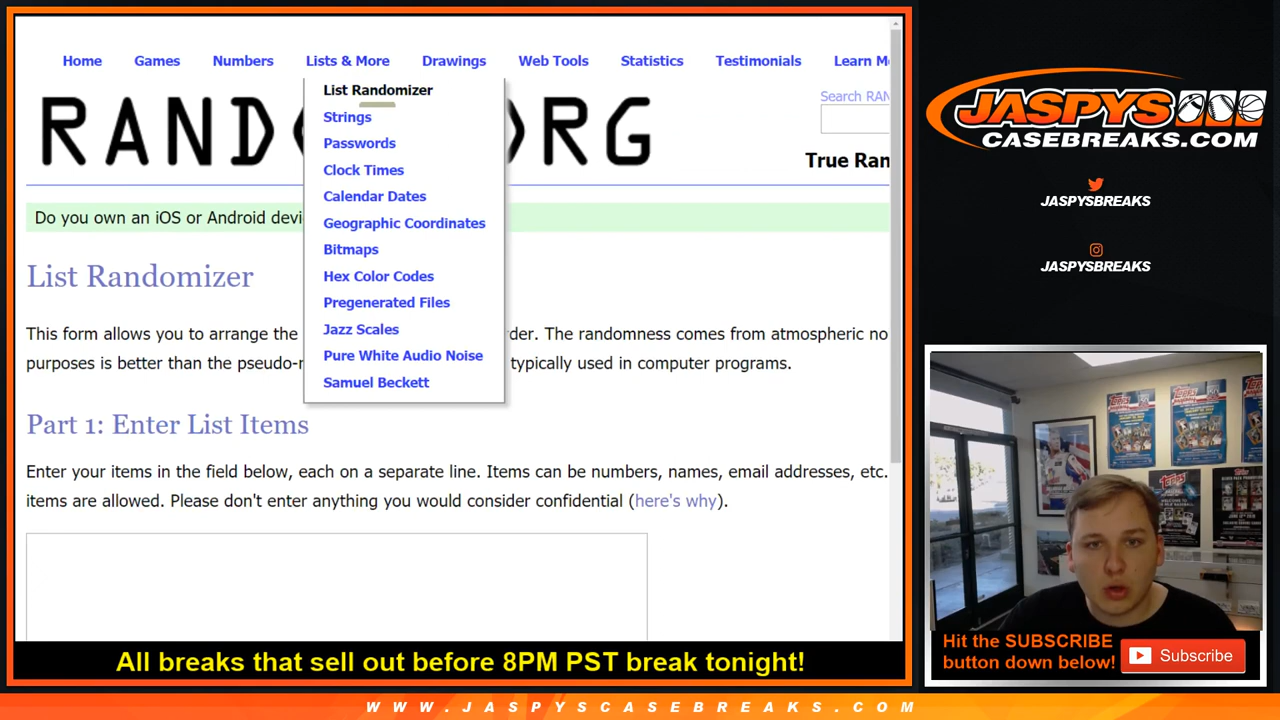 Home Games Numbers Lists & More Drawings Web Tools Statistics Testimonials Learn M
List Randomizer
Strings
Passwords
Clock Times
Calendar Dates
Geographic Coordinates
Bitmaps
Hex Color Codes
Pregenerated Files
Jazz Scales
Pure White Audio Noise
Samuel Beckett
RAND RG
Search RAN
True Ran
Do you own an iOS or Android devi
List Randomizer
This form allows you to arrange the rder. The randomness comes from atmospheric no
purposes is better than the pseudo-r typically used in computer programs.
Part 1: Enter List Items
Enter your items in the field below, each on a separate line. Items can be numbers, names, email addresses, etc.
items are allowed. Please don't enter anything you would consider confidential (here's why).
All breaks that sell out before 8PM PST break tonight!
JASPYS
CASEBREAKS.COM
JASPYSBREAKS
JASPYSBREAKS
Hit the SUBSCRIBE
button down below!
Subscribe
WWW.JASPYSCASEBREAKS.COM